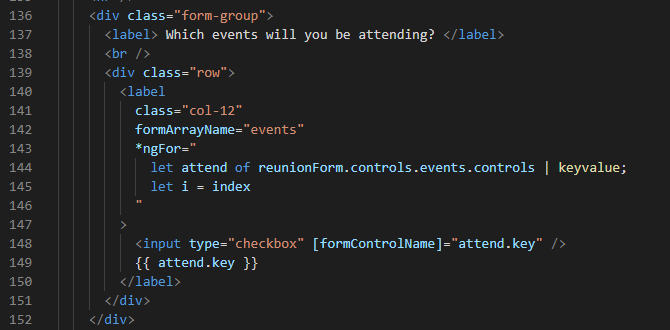 136 <div class="form-group">
137 <label> Which events will you be attending? </label>
138 <br />
139 <div class="row">
140 <label
141 class="col-12"
142 formArrayName="events"
143 *ngFor="
144 let attend of reunionForm.controls.events.controls | keyvalue;
145 let i = index
146 "
147 >
148 <input type="checkbox" [formControlName]="attend.key" />
149 {{ attend.key }}
150 </label>
151 </div>
152 </div>